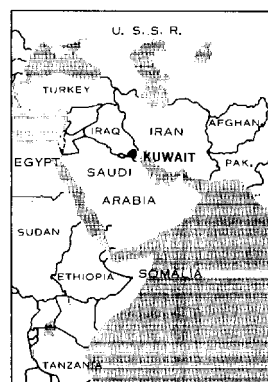 U. S. S. R.
TURKEY
IRAQ
IRAN
AFGHAN.
KUWAIT
EGYPT
SAUDI
PAK.
ARABIA
SUDAN
ETHIOPIA
SOMALIA
TANZANIA